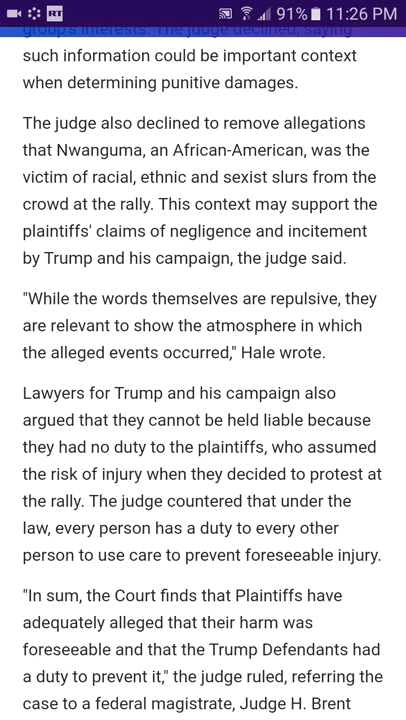 RT 91% 11:26 PM
group's interests. The judge declined, saying
such information could be important context
when determining punitive damages.
The judge also declined to remove allegations
that Nwanguma, an African-American, was the
victim of racial, ethnic and sexist slurs from the
crowd at the rally. This context may support the
plaintiffs' claims of negligence and incitement
by Trump and his campaign, the judge said.
"While the words themselves are repulsive, they
are relevant to show the atmosphere in which
the alleged events occurred," Hale wrote.
Lawyers for Trump and his campaign also
argued that they cannot be held liable because
they had no duty to the plaintiffs, who assumed
the risk of injury when they decided to protest at
the rally. The judge countered that under the
law, every person has a duty to every other
person to use care to prevent foreseeable injury.
"In sum, the Court finds that Plaintiffs have
adequately alleged that their harm was
foreseeable and that the Trump Defendants had
a duty to prevent it," the judge ruled, referring the
case to a federal magistrate, Judge H. Brent